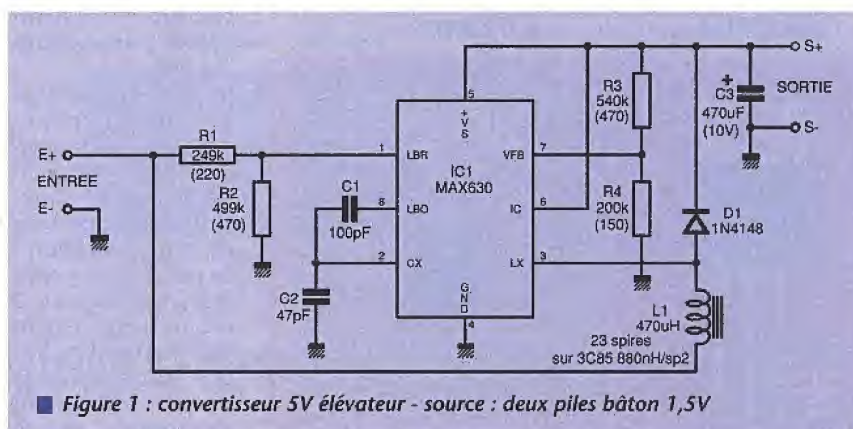 E+
ENTREE
E-
R1
249k
(220)
R2
499k
(470)
C1
100pF
C2
47pF
1
8
2
LBR
LBO
CX
5
+VS
IC1
MAX630
GND
4
VFB
IC
LX
7
6
3
R3
540k
(470)
R4
200k
(150)
C3
470uF
(10V)
+
S+
SORTIE
S-
D1
1N4148
L1
470uH
23 spires
sur 3C85 880nH/sp2
Figure 1 : convertisseur 5V élévateur - source : deux piles bâton 1,5V